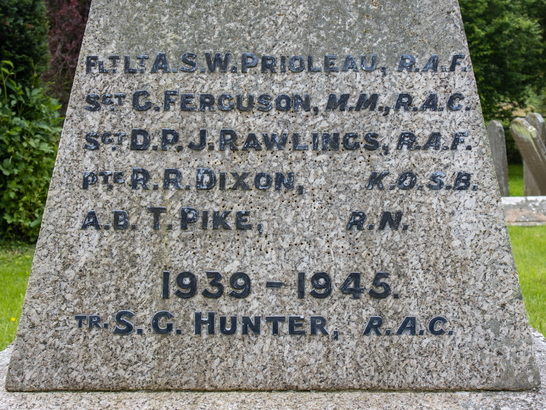 Flt Lt A.S.W. Prioleau, R.A.F.
Sgt G. Ferguson, M.M., R.A.C.
Sgt D.P.J. Rawlings, R.A.F.
Pte R.R. Dixon, K.O.S.B.
A.B. T. Pike, R.N.
1939 – 1945.
Tr. S.G. Hunter, R.A.C.